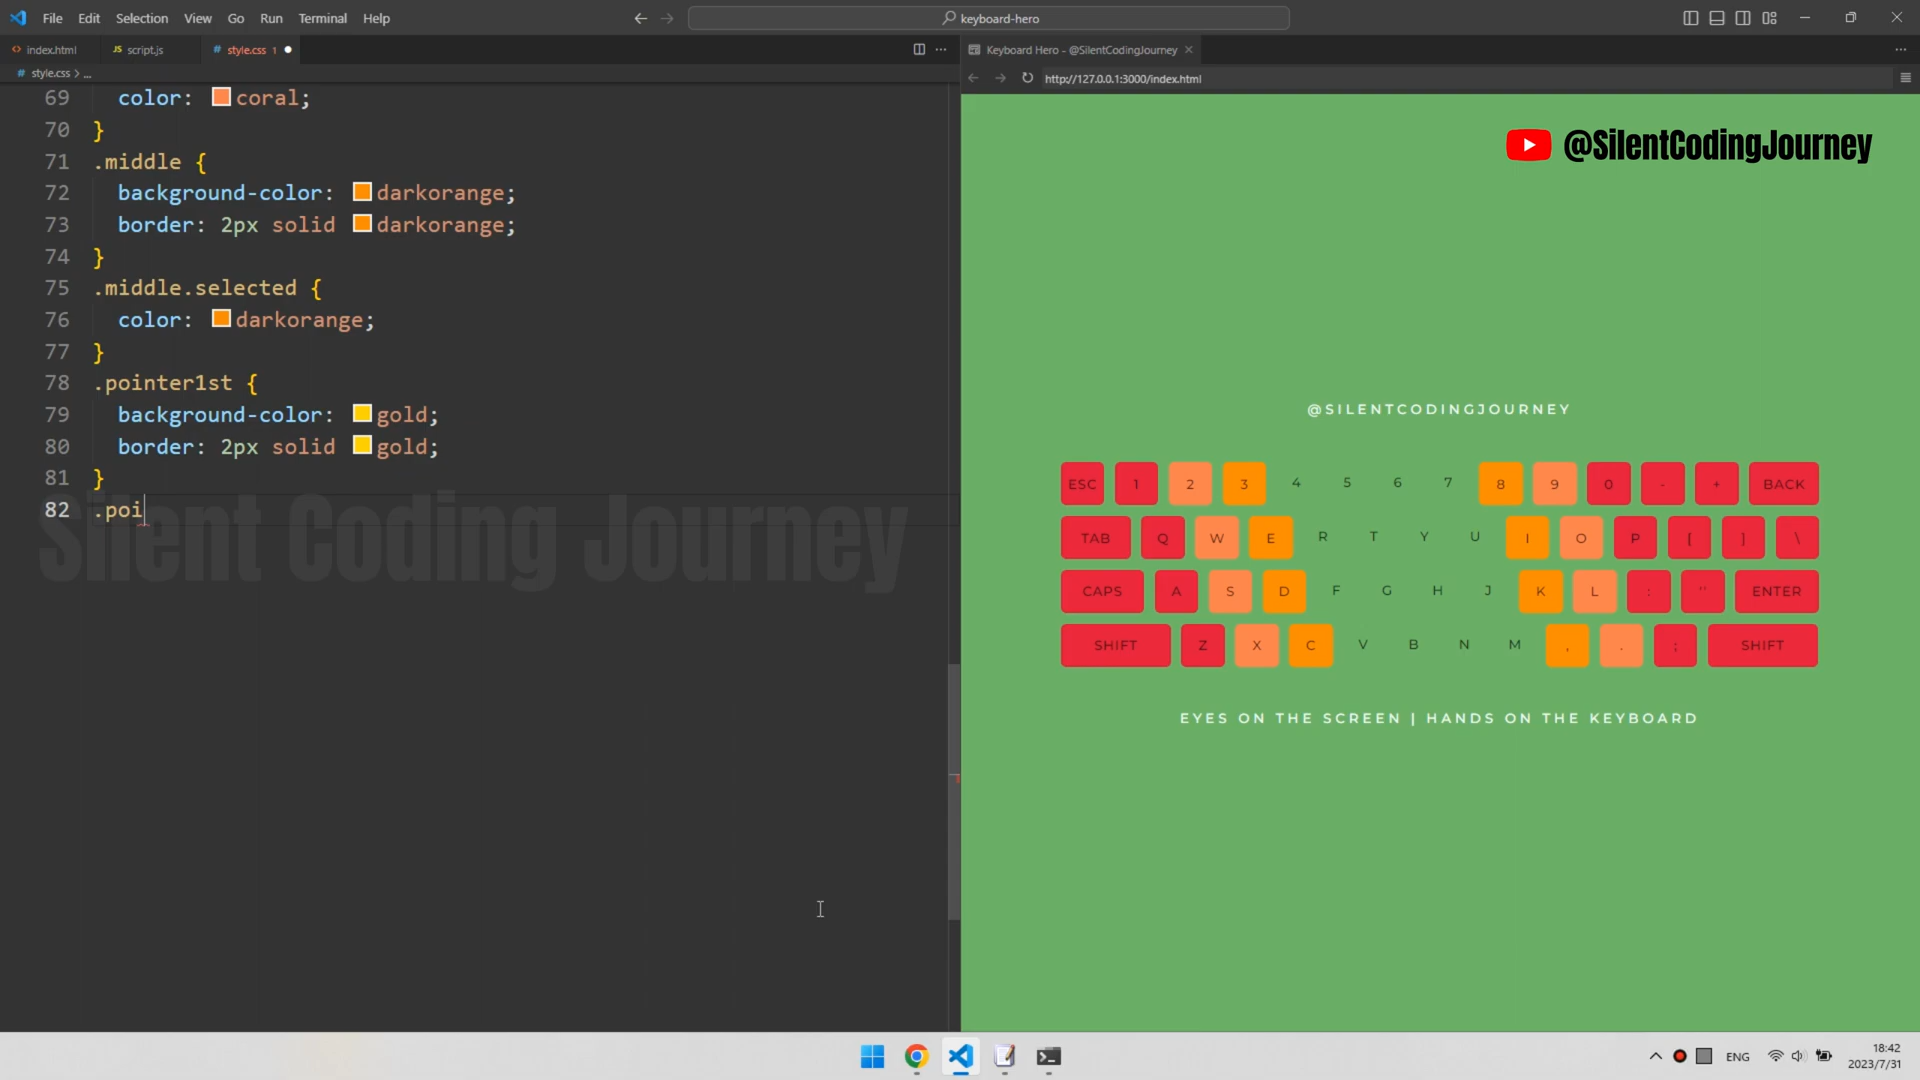 File Edit Selection View Go Run Terminal Help
keyboard-hero
index.html
JS script.js
# style.css 1
Keyboard Hero - @SilentCodingJourney
# style.css > ...
http://127.0.0.1:3000/index.html
69 color: coral;
70 }
71 .middle {
72 background-color: darkorange;
73 border: 2px solid darkorange;
74 }
75 .middle.selected {
76 color: darkorange;
77 }
78 .pointer1st {
79 background-color: gold;
80 border: 2px solid gold;
81 }
82 .poi
Silent Coding Journey
@SilentCodingJourney
@SILENTCODINGJOURNEY
ESC 1 2 3 4 5 6 7 8 9 0 - + BACK
TAB Q W E R T Y U I O P [ ] \
CAPS A S D F G H J K L : '' ENTER
SHIFT Z X C V B N M , . ; SHIFT
EYES ON THE SCREEN | HANDS ON THE KEYBOARD
ENG
18:42
2023/7/31